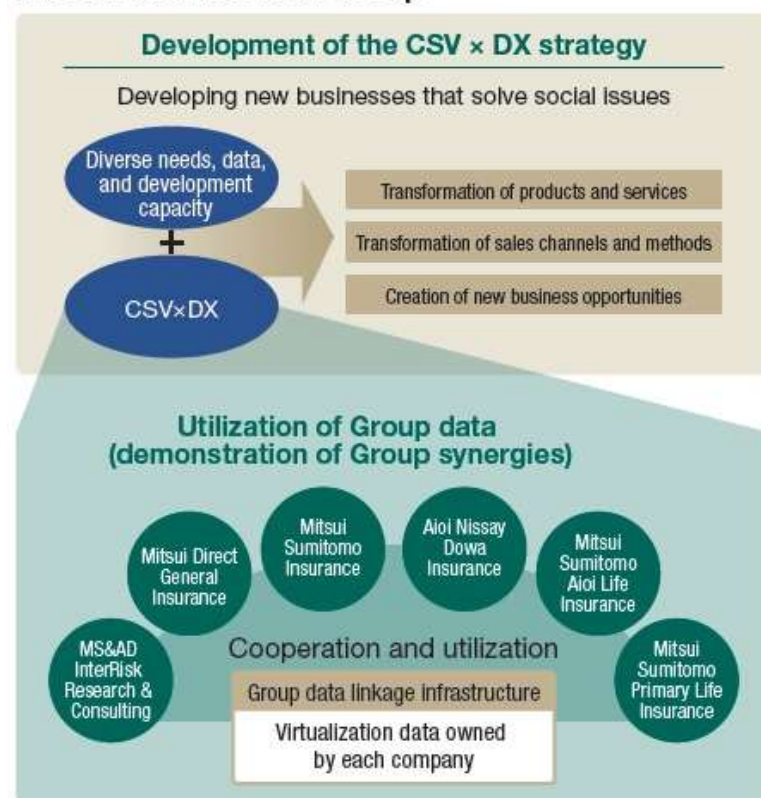 Development of the CSV × DX strategy
Developing new businesses that solve social issues
Diverse needs, data,
and development
capacity
+
CSV×DX
Transformation of products and services
Transformation of sales channels and methods
Creation of new business opportunities
Utilization of Group data
(demonstration of Group synergies)
MS&AD
InterRisk
Research &
Consulting
Mitsui Direct
General
Insurance
Mitsui
Sumitomo
Insurance
Aioi Nissay
Dowa
Insurance
Mitsui
Sumitomo
Aioi Life
Insurance
Mitsui
Sumitomo
Primary Life
Insurance
Cooperation and utilization
Group data linkage infrastructure
Virtualization data owned
by each company